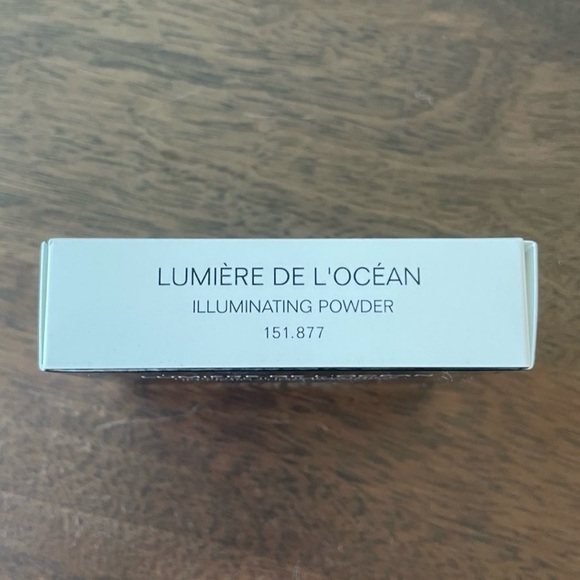 LUMIÈRE DE L'OCÉAN
ILLUMINATING POWDER
151.877